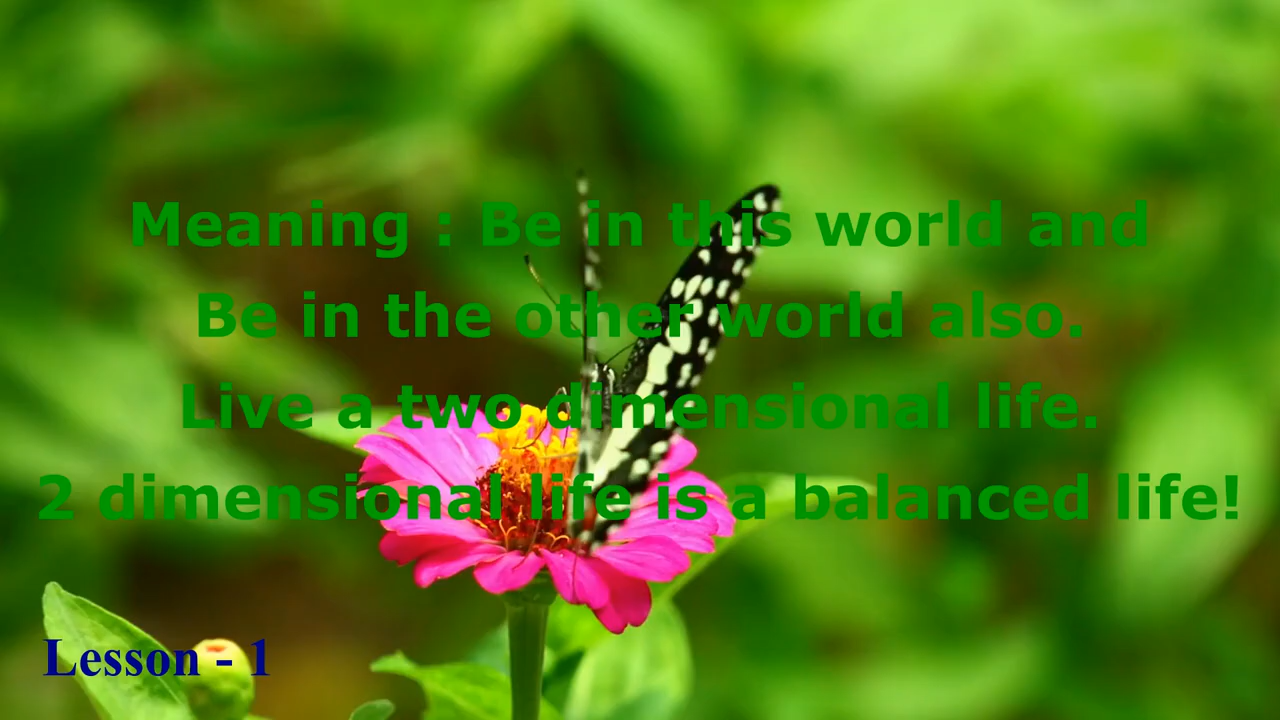 Meaning : Be in this world and
Be in the other world also.
Live a two dimensional life.
2 dimensional life is a balanced life!
Lesson - 1